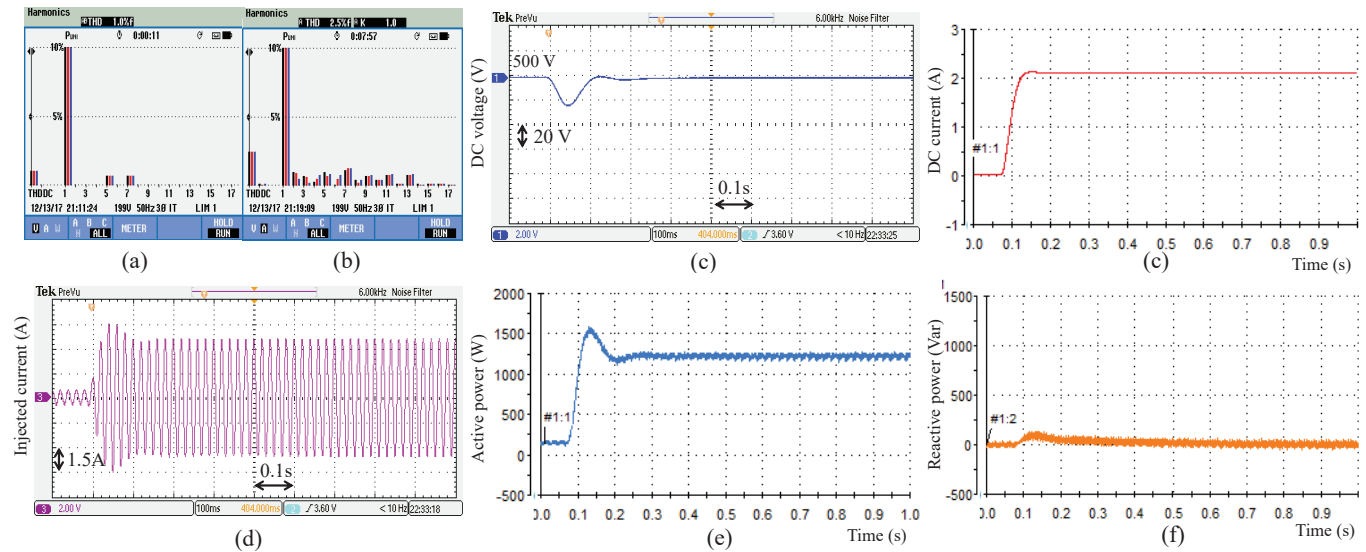 Harmonics
THD 1.0%f
PUNI 0:00:11
10%
5%
THDDC 1 3 5 7 9 11 13 15 17
12/13/17 21:11:24 199V 50Hz 3Ø IT LIM 1
V A W A B C N ALL METER HOLD RUN
(a)
Harmonics
A THD 2.5%f A K 1.0
PUNI 0:07:57
10%
5%
THDDC 1 3 5 7 9 11 13 15 17
12/13/17 21:19:09 199V 50Hz 3Ø IT LIM 1
V A W A B C N ALL METER HOLD RUN
(b)
Tek PreVu 6.00kHz Noise Filter
DC voltage (V)
500 V
1
20 V
0.1s
1 2.00 V 100ms 404.000ms 2 3.60 V < 10 Hz 22:33:25
(c)
DC current (A)
3
2
1
0
-1
#1:1
0.0 0.1 0.2 0.3 0.4 0.5 0.6 0.7 0.8 0.9
Time (s)
(c)
Tek PreVu 6.00kHz Noise Filter
Injected current (A)
3
1.5A
0.1s
3 2.00 V 100ms 404.000ms 2 3.60 V < 10 Hz 22:33:18
(d)
Active power (W)
2000
1500
1000
500
0
-500
#1:1
0.0 0.1 0.2 0.3 0.4 0.5 0.6 0.7 0.8 0.9 1.0
Time (s)
(e)
Reactive power (Var)
1500
1000
500
0
-500
#1:2
0.0 0.1 0.2 0.3 0.4 0.5 0.6 0.7 0.8 0.9
Time (s)
(f)